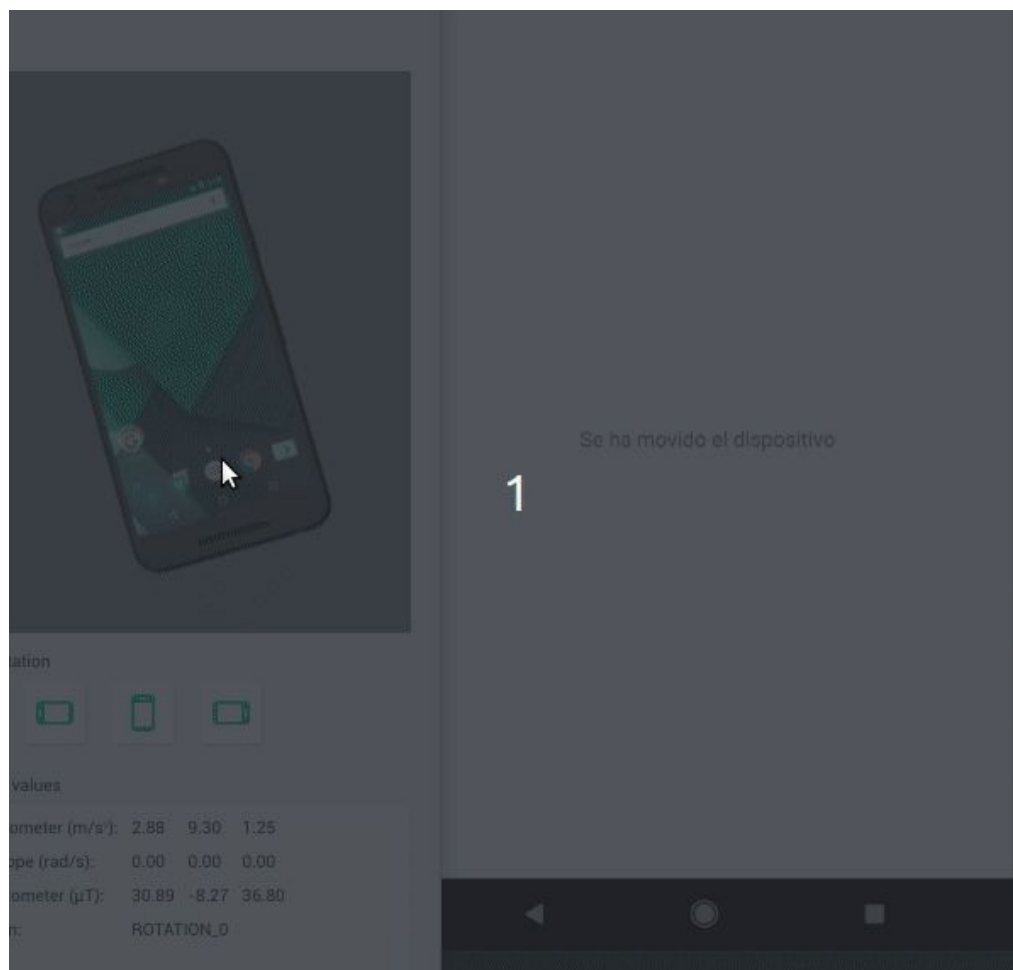 Se ha movido el dispositivo
1
tation
values
ometer (m/s²): 2.88 9.30 1.25
ope (rad/s): 0.00 0.00 0.00
ometer (μT): 30.89 -8.27 36.80
n: ROTATION_0